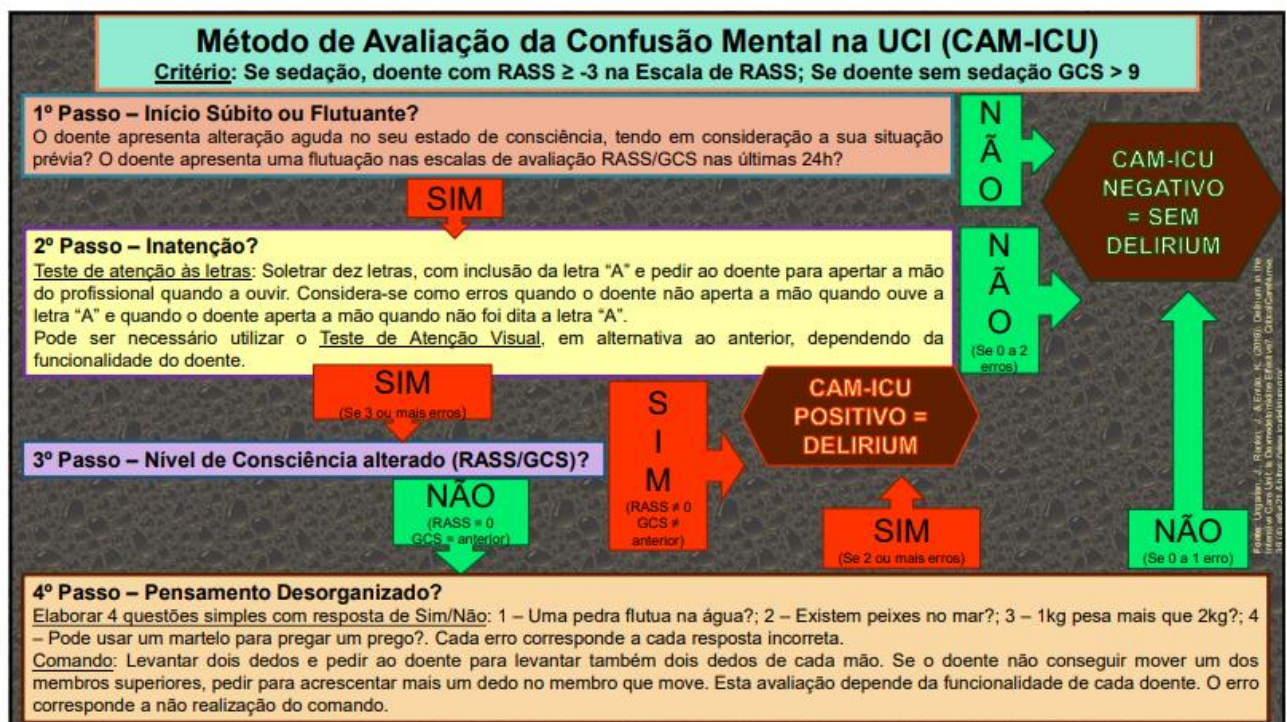 Método de Avaliação da Confusão Mental na UCI (CAM-ICU)
Critério: Se sedação, doente com RASS ≥ -3 na Escala de RASS; Se doente sem sedação GCS > 9
1º Passo – Início Súbito ou Flutuante?
O doente apresenta alteração aguda no seu estado de consciência, tendo em consideração a sua situação
prévia? O doente apresenta uma flutuação nas escalas de avaliação RASS/GCS nas últimas 24h?
N
Ã
O
CAM-ICU
NEGATIVO
= SEM
DELIRIUM
SIM
2º Passo – Inatenção?
Teste de atenção às letras: Soletrar dez letras, com inclusão da letra “A” e pedir ao doente para apertar a mão
do profissional quando a ouvir. Considera-se como erros quando o doente não aperta a mão quando ouve a
letra “A” e quando o doente aperta a mão quando não foi dita a letra “A”.
Pode ser necessário utilizar o Teste de Atenção Visual, em alternativa ao anterior, dependendo da
funcionalidade do doente.
N
Ã
O
(Se 0 a 2
erros)
SIM
(Se 3 ou mais erros)
S
I
M
(RASS ≠ 0
GCS ≠
anterior)
CAM-ICU
POSITIVO =
DELIRIUM
3º Passo – Nível de Consciência alterado (RASS/GCS)?
NÃO
(RASS = 0
GCS = anterior)
SIM
(Se 2 ou mais erros)
NÃO
(Se 0 a 1 erro)
4º Passo – Pensamento Desorganizado?
Elaborar 4 questões simples com resposta de Sim/Não: 1 – Uma pedra flutua na água?; 2 – Existem peixes no mar?; 3 – 1kg pesa mais que 2kg?; 4
– Pode usar um martelo para pregar um prego?. Cada erro corresponde a cada resposta incorreta.
Comando: Levantar dois dedos e pedir ao doente para levantar também dois dedos de cada mão. Se o doente não conseguir mover um dos
membros superiores, pedir para acrescentar mais um dedo no membro que move. Esta avaliação depende da funcionalidade de cada doente. O erro
corresponde a não realização do comando.